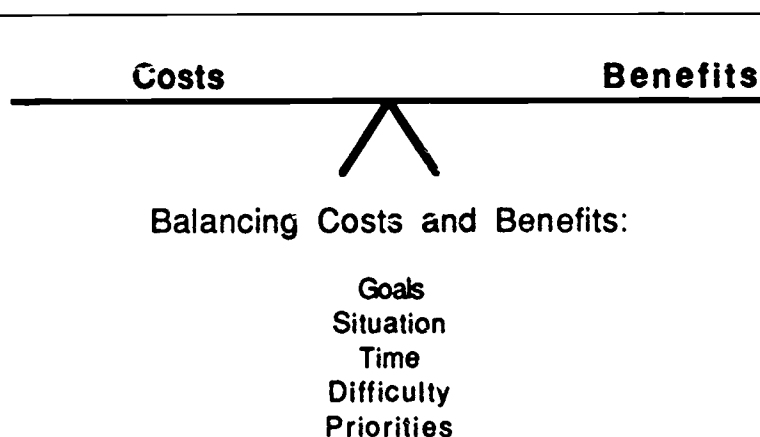 Costs Benefits
Balancing Costs and Benefits:
Goals
Situation
Time
Difficulty
Priorities